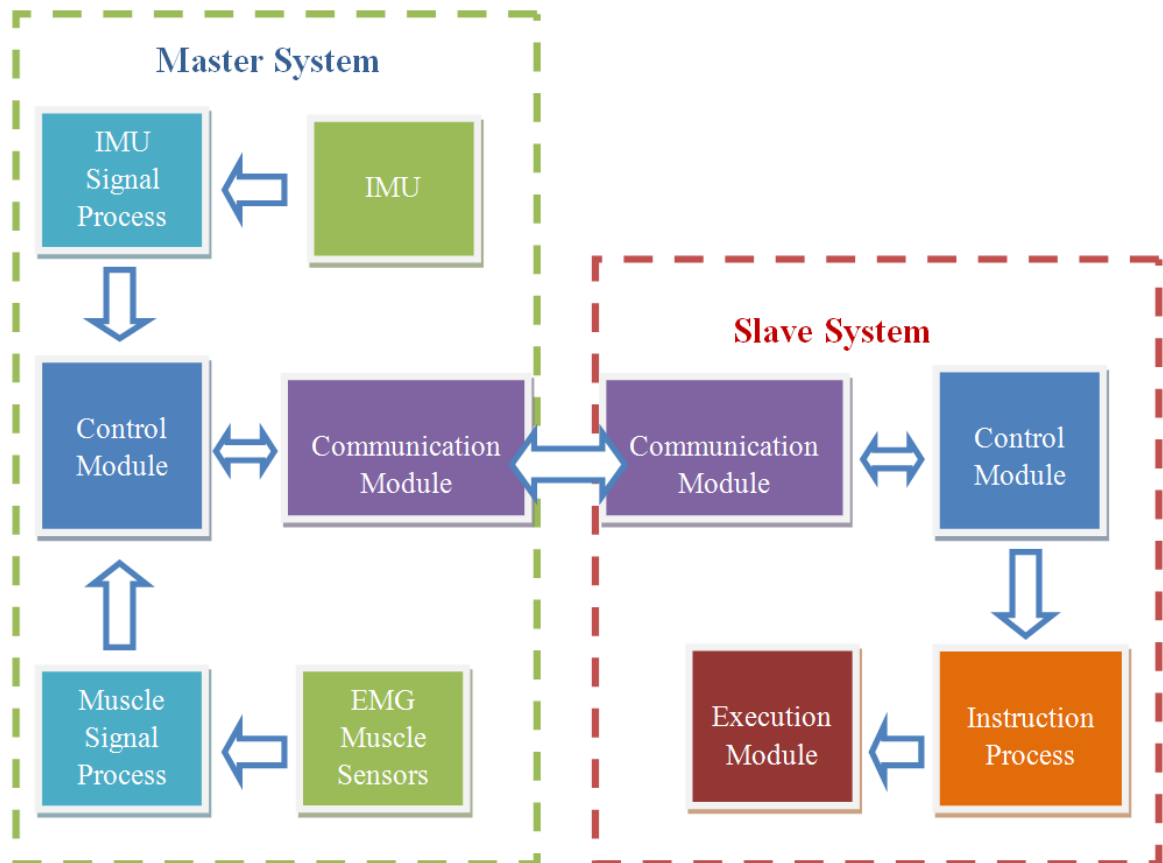 Master System
IMU
Signal
Process
IMU
Control
Module
Communication
Module
Muscle
Signal
Process
EMG
Muscle
Sensors
Slave System
Communication
Module
Control
Module
Execution
Module
Instruction
Process